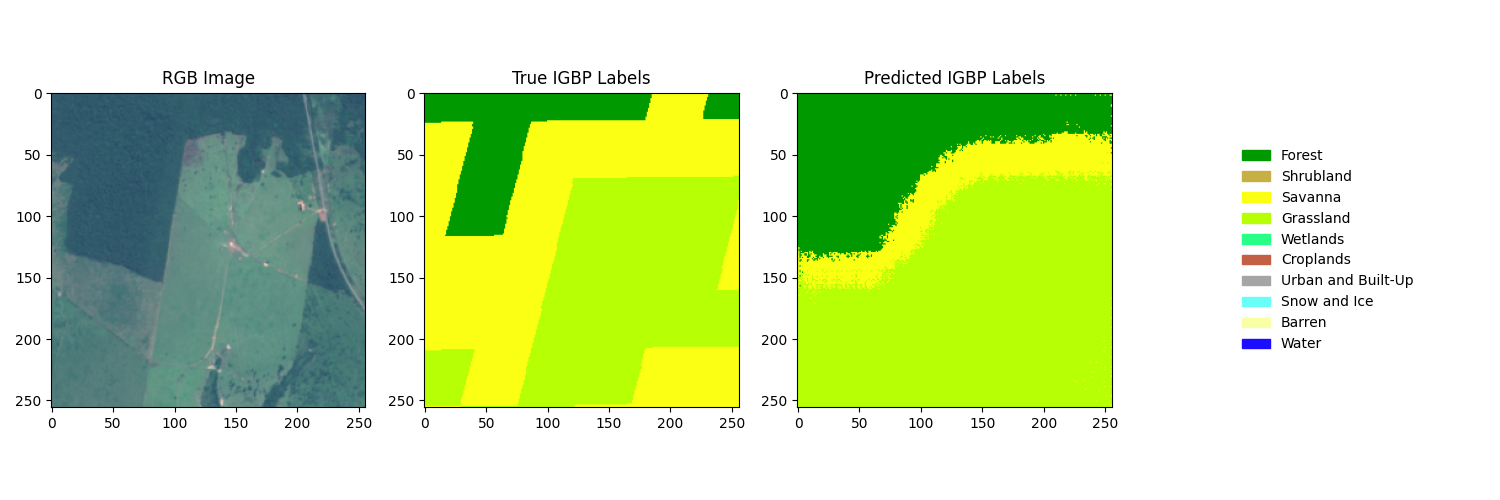 RGB Image
True IGBP Labels
Predicted IGBP Labels
0
50
100
150
200
250
0 50 100 150 200 250
0
50
100
150
200
250
0 50 100 150 200 250
0
50
100
150
200
250
0 50 100 150 200 250
Forest
Shrubland
Savanna
Grassland
Wetlands
Croplands
Urban and Built-Up
Snow and Ice
Barren
Water